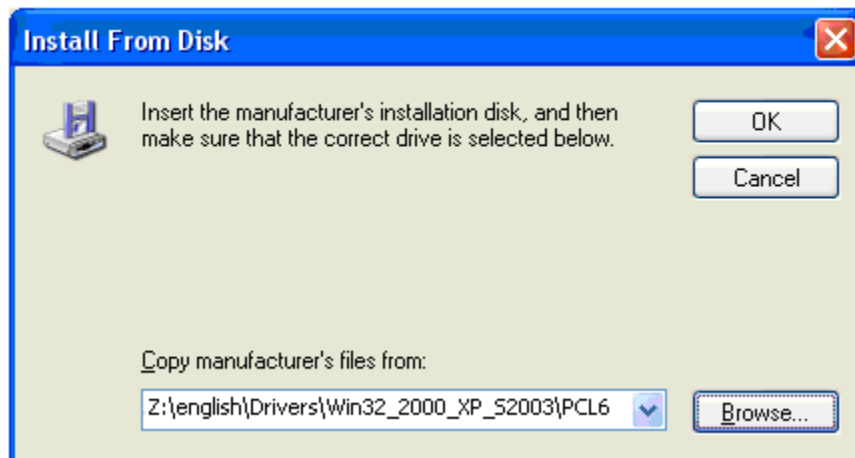 Install From Disk
Insert the manufacturer's installation disk, and then
make sure that the correct drive is selected below.
OK
Cancel
Copy manufacturer's files from:
Z:\english\Drivers\Win32_2000_XP_S2003\PCL6
Browse...